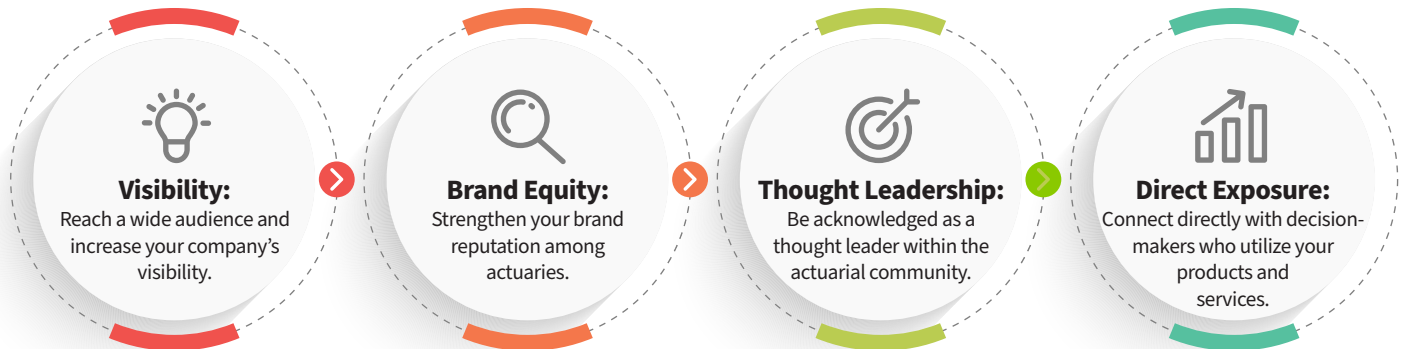 Visibility:
Reach a wide audience and
increase your company’s
visibility.
Brand Equity:
Strengthen your brand
reputation among
actuaries.
Thought Leadership:
Be acknowledged as a
thought leader within the
actuarial community.
Direct Exposure:
Connect directly with decision-
makers who utilize your
products and
services.